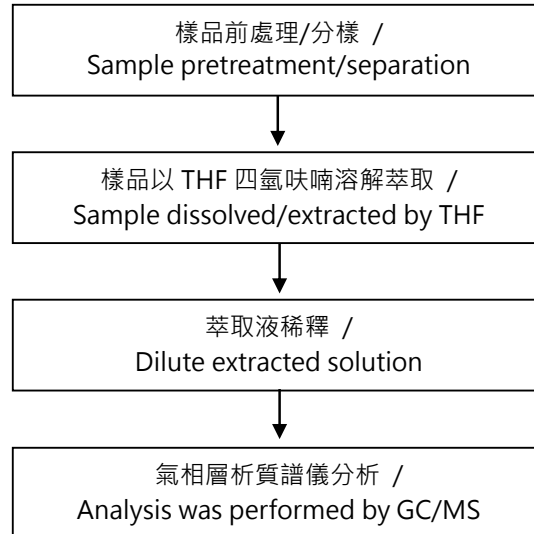 樣品前處理/分樣 /
Sample pretreatment/separation
樣品以 THF 四氫呋喃溶解萃取 /
Sample dissolved/extracted by THF
萃取液稀釋 /
Dilute extracted solution
氣相層析質譜儀分析 /
Analysis was performed by GC/MS